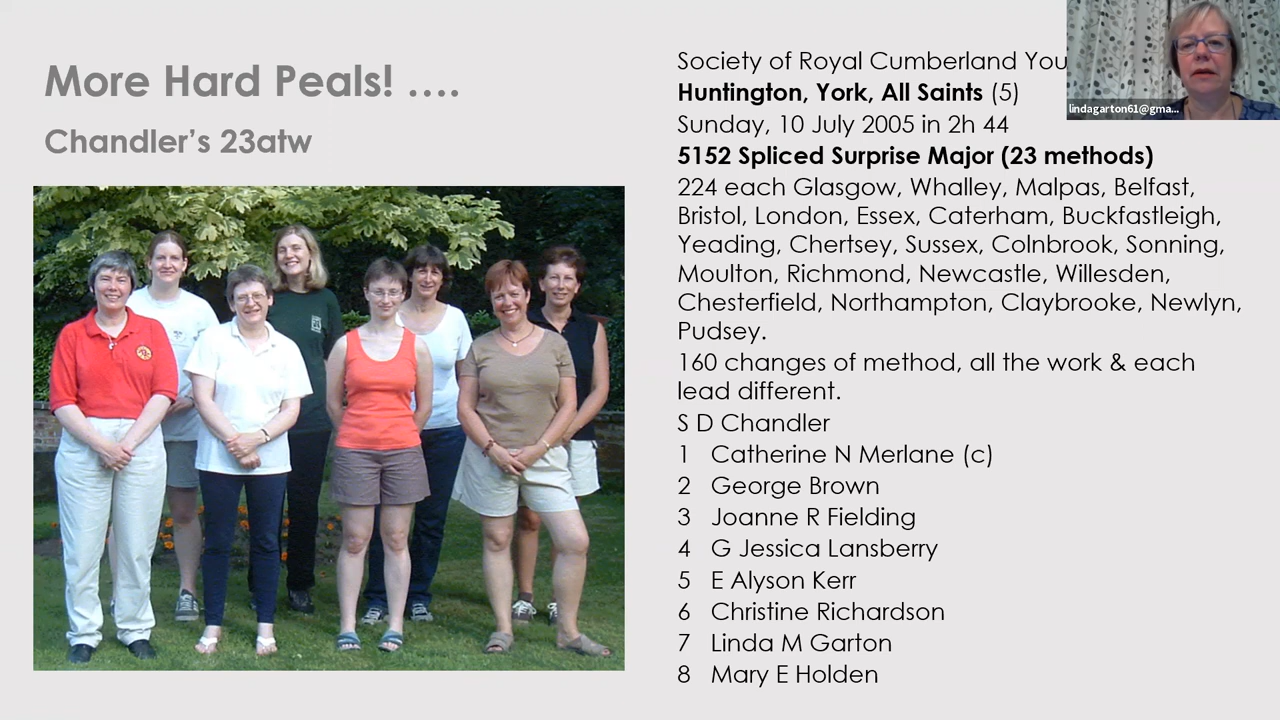 More Hard Peals! ….
Chandler's 23atw
Society of Royal Cumberland You
Huntington, York, All Saints (5)
Sunday, 10 July 2005 in 2h 44
5152 Spliced Surprise Major (23 methods)
224 each Glasgow, Whalley, Malpas, Belfast,
Bristol, London, Essex, Caterham, Buckfastleigh,
Yeading, Chertsey, Sussex, Colnbrook, Sonning,
Moulton, Richmond, Newcastle, Willesden,
Chesterfield, Northampton, Claybrooke, Newlyn,
Pudsey.
160 changes of method, all the work & each
lead different.
S D Chandler
1 Catherine N Merlane (c)
2 George Brown
3 Joanne R Fielding
4 G Jessica Lansberry
5 E Alyson Kerr
6 Christine Richardson
7 Linda M Garton
8 Mary E Holden
lindagarton61@gma...